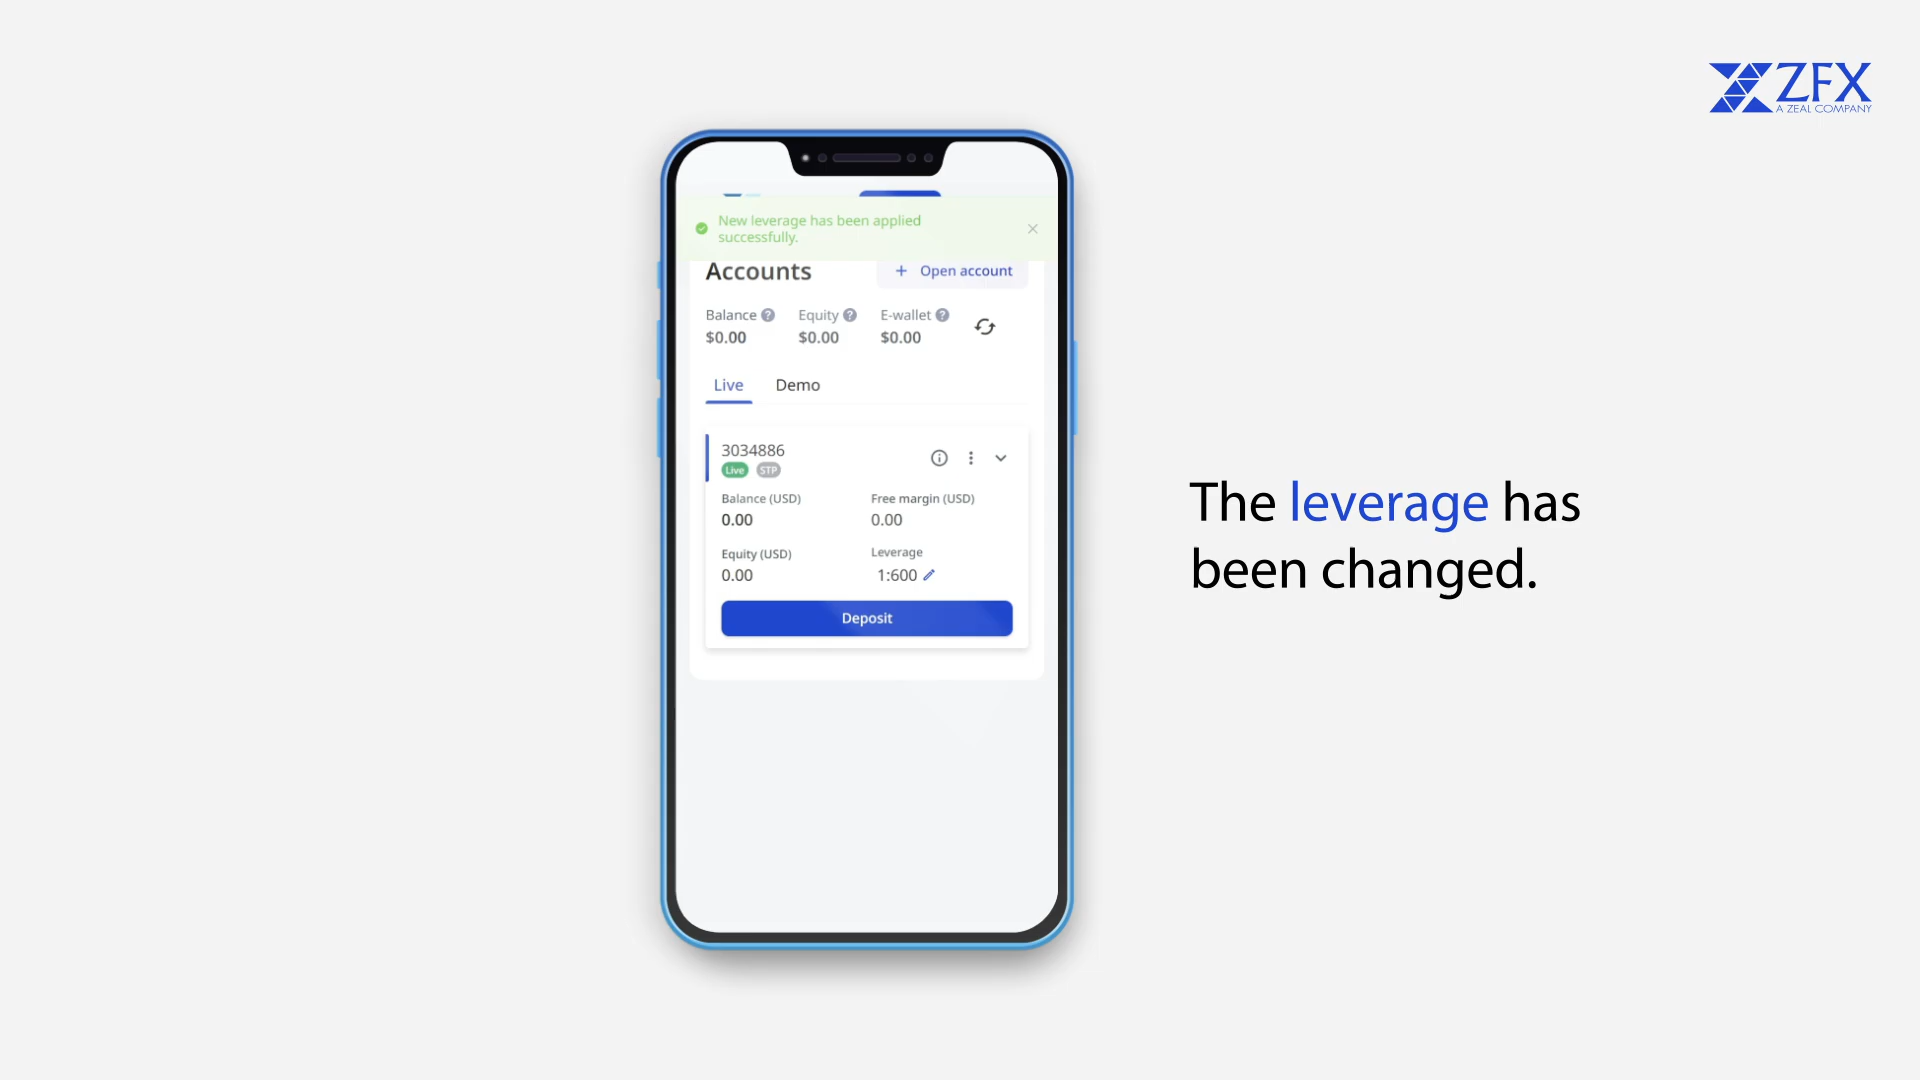 ZFX
A ZEAL COMPANY
New leverage has been applied
successfully.
Accounts
+ Open account
Balance ? Equity ? E-wallet ?
$0.00 $0.00 $0.00
Live Demo
3034886
Live STP
Balance (USD) Free margin (USD)
0.00 0.00
Equity (USD) Leverage
0.00 1:600
Deposit
The leverage has
been changed.